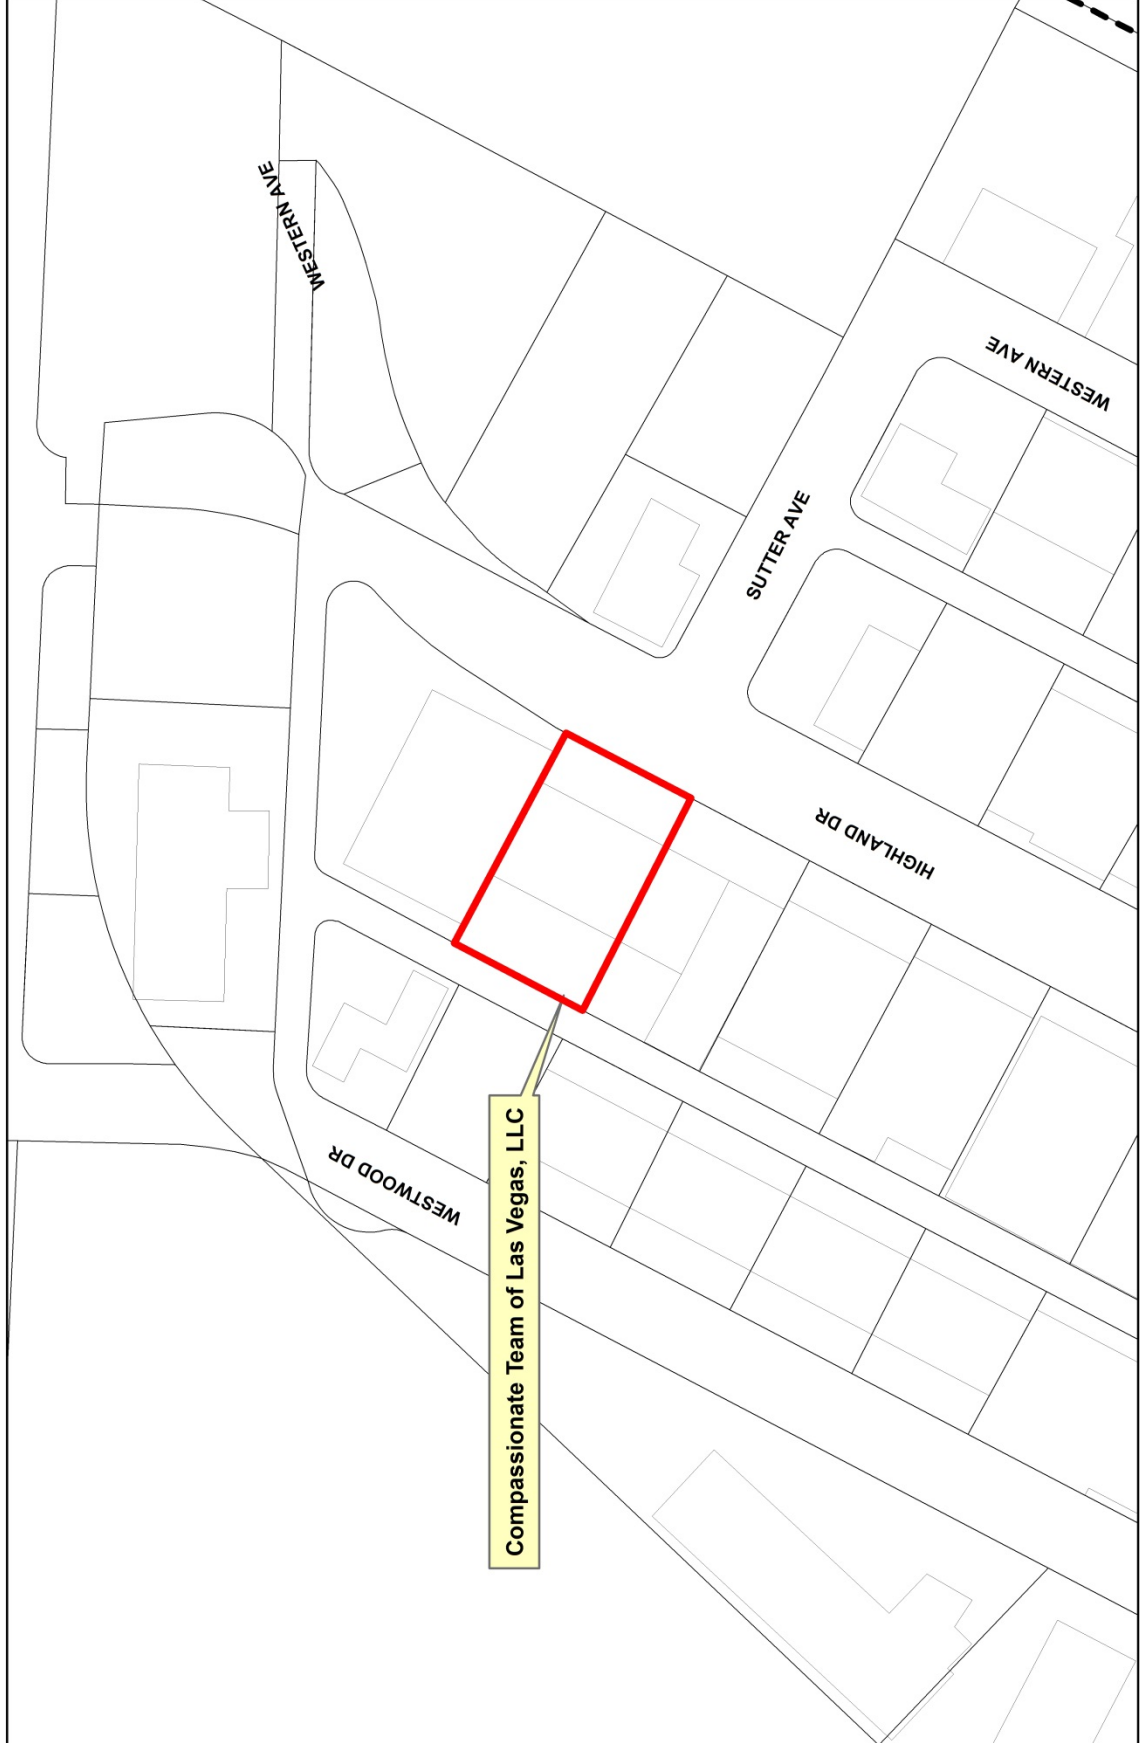 WESTERN AVE
WESTERN AVE
SUTTER AVE
HIGHLAND DR
WESTWOOD DR
Compassionate Team of Las Vegas, LLC